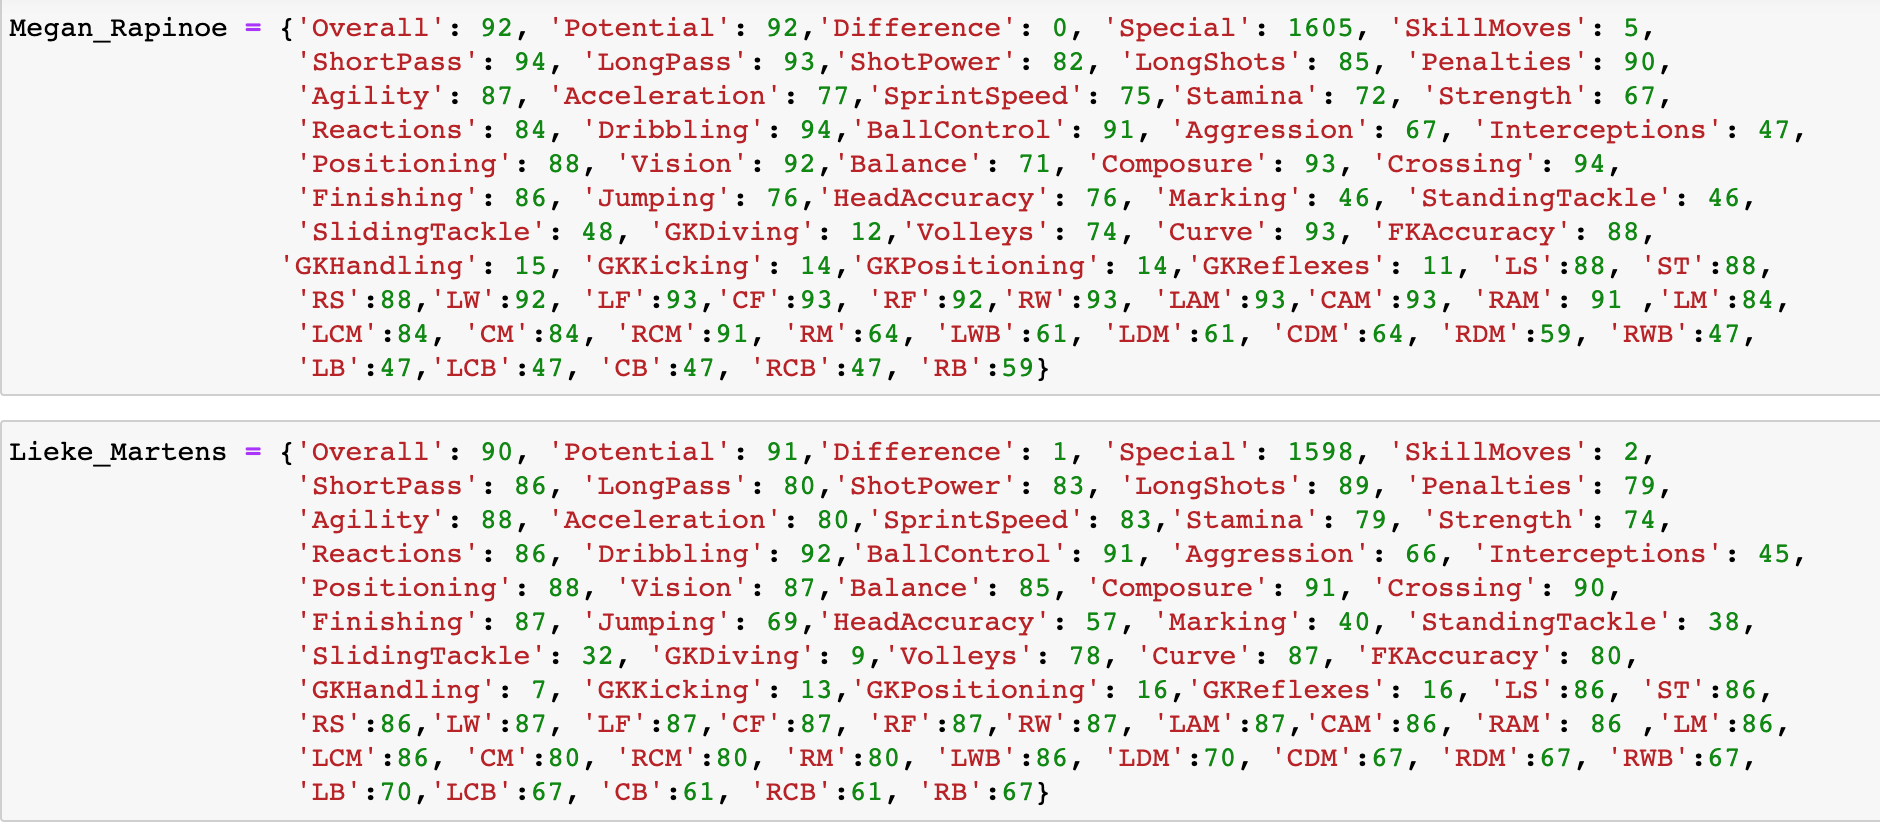 Megan_Rapinoe = {'Overall': 92, 'Potential': 92,'Difference': 0, 'Special': 1605, 'SkillMoves': 5,
'ShortPass': 94, 'LongPass': 93,'ShotPower': 82, 'LongShots': 85, 'Penalties': 90,
'Agility': 87, 'Acceleration': 77,'SprintSpeed': 75,'Stamina': 72, 'Strength': 67,
'Reactions': 84, 'Dribbling': 94,'BallControl': 91, 'Aggression': 67, 'Interceptions': 47,
'Positioning': 88, 'Vision': 92,'Balance': 71, 'Composure': 93, 'Crossing': 94,
'Finishing': 86, 'Jumping': 76,'HeadAccuracy': 76, 'Marking': 46, 'StandingTackle': 46,
'SlidingTackle': 48, 'GKDiving': 12,'Volleys': 74, 'Curve': 93, 'FKAccuracy': 88,
'GKHandling': 15, 'GKKicking': 14,'GKPositioning': 14,'GKReflexes': 11, 'LS':88, 'ST':88,
'RS':88,'LW':92, 'LF':93,'CF':93, 'RF':92,'RW':93, 'LAM':93,'CAM':93, 'RAM': 91 ,'LM':84,
'LCM':84, 'CM':84, 'RCM':91, 'RM':64, 'LWB':61, 'LDM':61, 'CDM':64, 'RDM':59, 'RWB':47,
'LB':47,'LCB':47, 'CB':47, 'RCB':47, 'RB':59}
Lieke_Martens = {'Overall': 90, 'Potential': 91,'Difference': 1, 'Special': 1598, 'SkillMoves': 2,
'ShortPass': 86, 'LongPass': 80,'ShotPower': 83, 'LongShots': 89, 'Penalties': 79,
'Agility': 88, 'Acceleration': 80,'SprintSpeed': 83,'Stamina': 79, 'Strength': 74,
'Reactions': 86, 'Dribbling': 92,'BallControl': 91, 'Aggression': 66, 'Interceptions': 45,
'Positioning': 88, 'Vision': 87,'Balance': 85, 'Composure': 91, 'Crossing': 90,
'Finishing': 87, 'Jumping': 69,'HeadAccuracy': 57, 'Marking': 40, 'StandingTackle': 38,
'SlidingTackle': 32, 'GKDiving': 9,'Volleys': 78, 'Curve': 87, 'FKAccuracy': 80,
'GKHandling': 7, 'GKKicking': 13,'GKPositioning': 16,'GKReflexes': 16, 'LS':86, 'ST':86,
'RS':86,'LW':87, 'LF':87,'CF':87, 'RF':87,'RW':87, 'LAM':87,'CAM':86, 'RAM': 86 ,'LM':86,
'LCM':86, 'CM':80, 'RCM':80, 'RM':80, 'LWB':86, 'LDM':70, 'CDM':67, 'RDM':67, 'RWB':67,
'LB':70,'LCB':67, 'CB':61, 'RCB':61, 'RB':67}